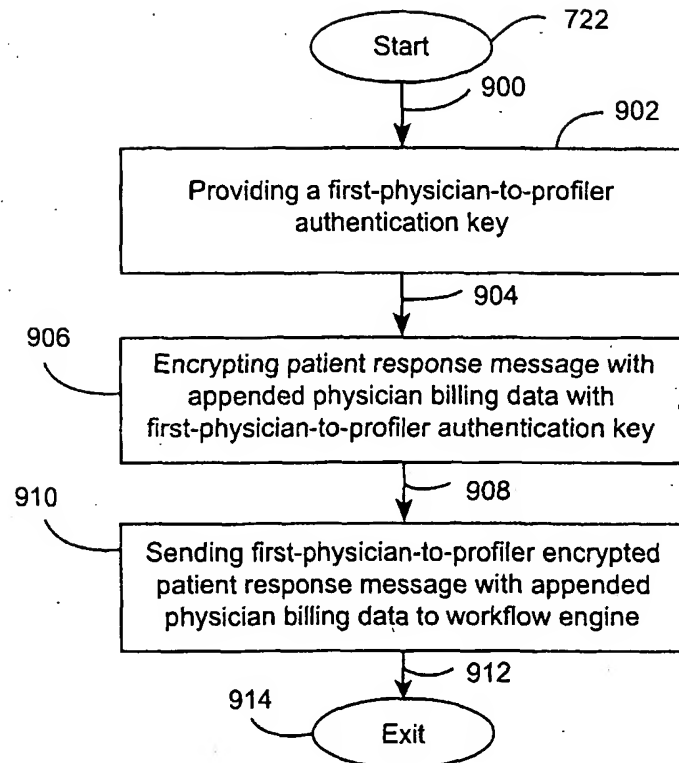 Start
722
900
902
Providing a first-physician-to-profiler
authentication key
904
906
Encrypting patient response message with
appended physician billing data with
first-physician-to-profiler authentication key
908
910
Sending first-physician-to-profiler encrypted
patient response message with appended
physician billing data to workflow engine
912
914
Exit